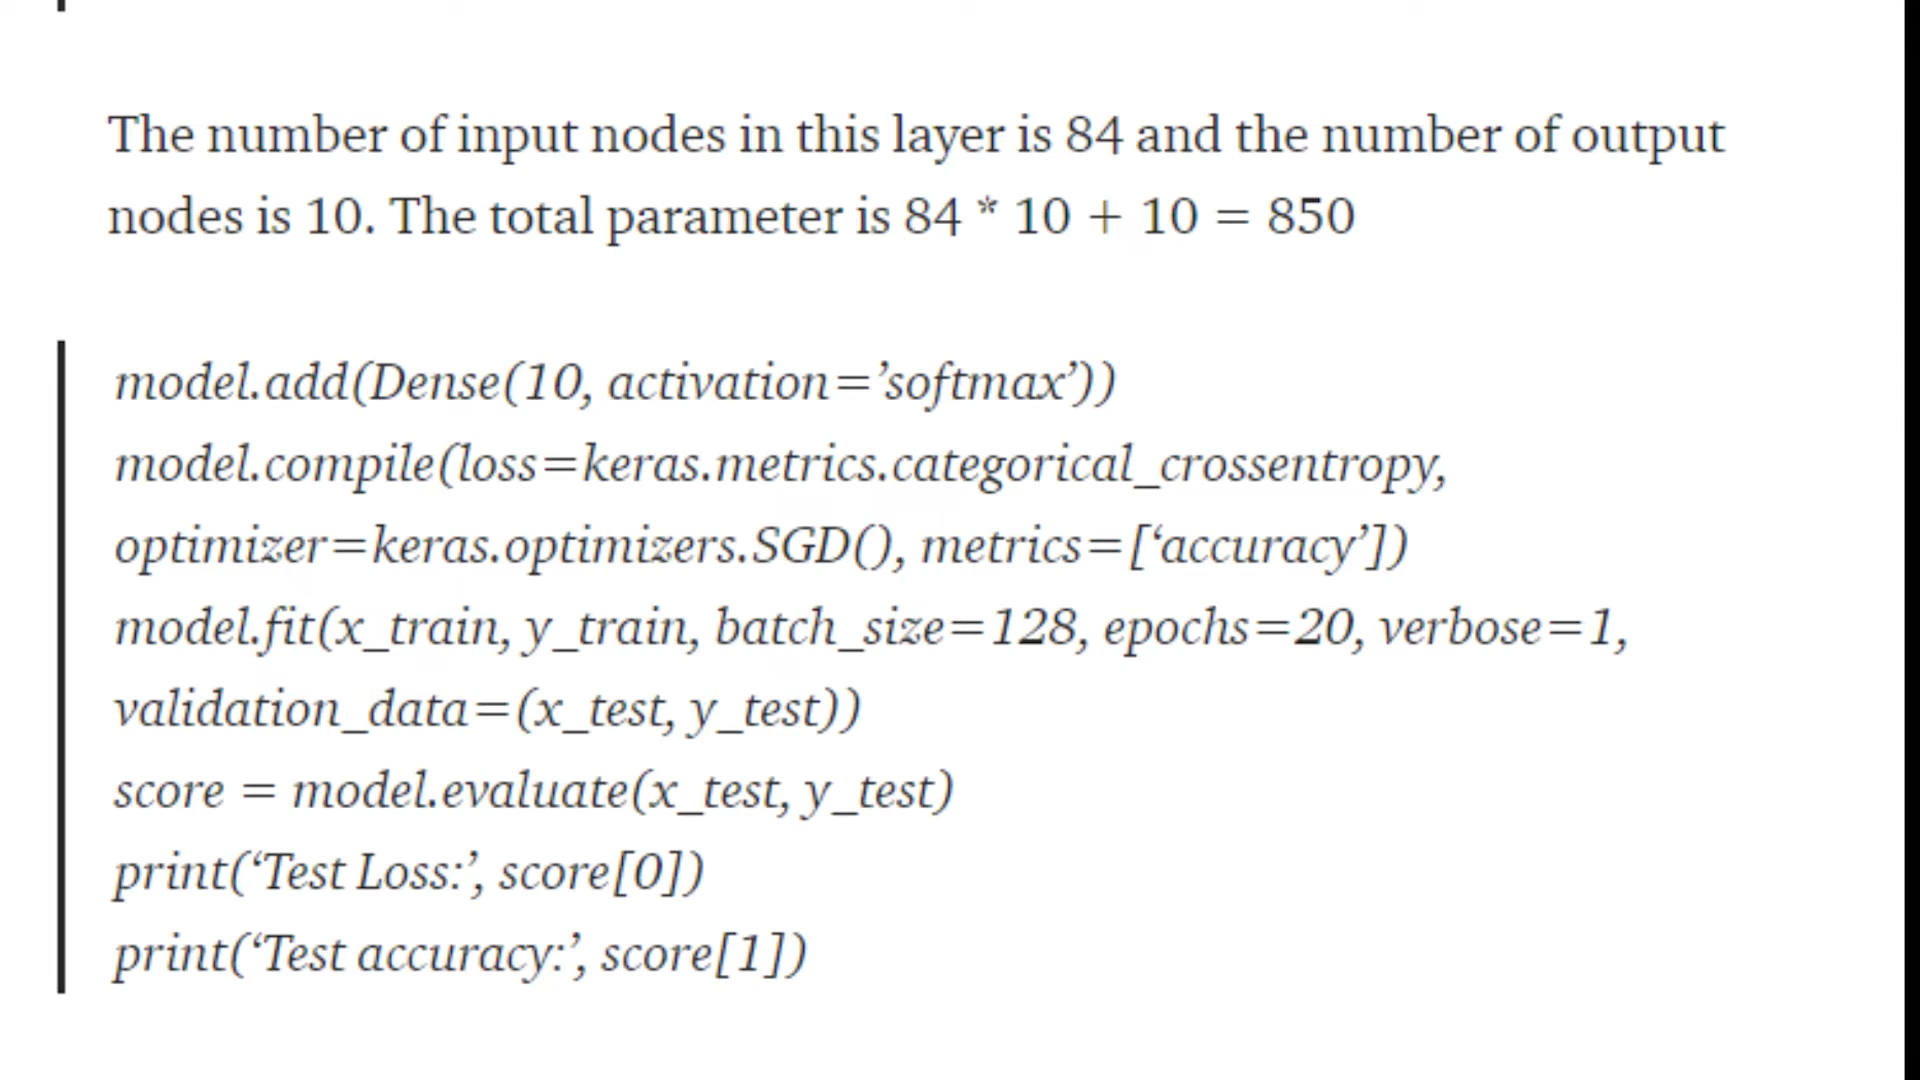 The number of input nodes in this layer is 84 and the number of output
nodes is 10. The total parameter is 84 * 10 + 10 = 850
model.add(Dense(10, activation=’softmax’))
model.compile(loss=keras.metrics.categorical_crossentropy,
optimizer=keras.optimizers.SGD(), metrics=[‘accuracy’])
model.fit(x_train, y_train, batch_size=128, epochs=20, verbose=1,
validation_data=(x_test, y_test))
score = model.evaluate(x_test, y_test)
print(‘Test Loss:’, score[0])
print(‘Test accuracy:’, score[1])